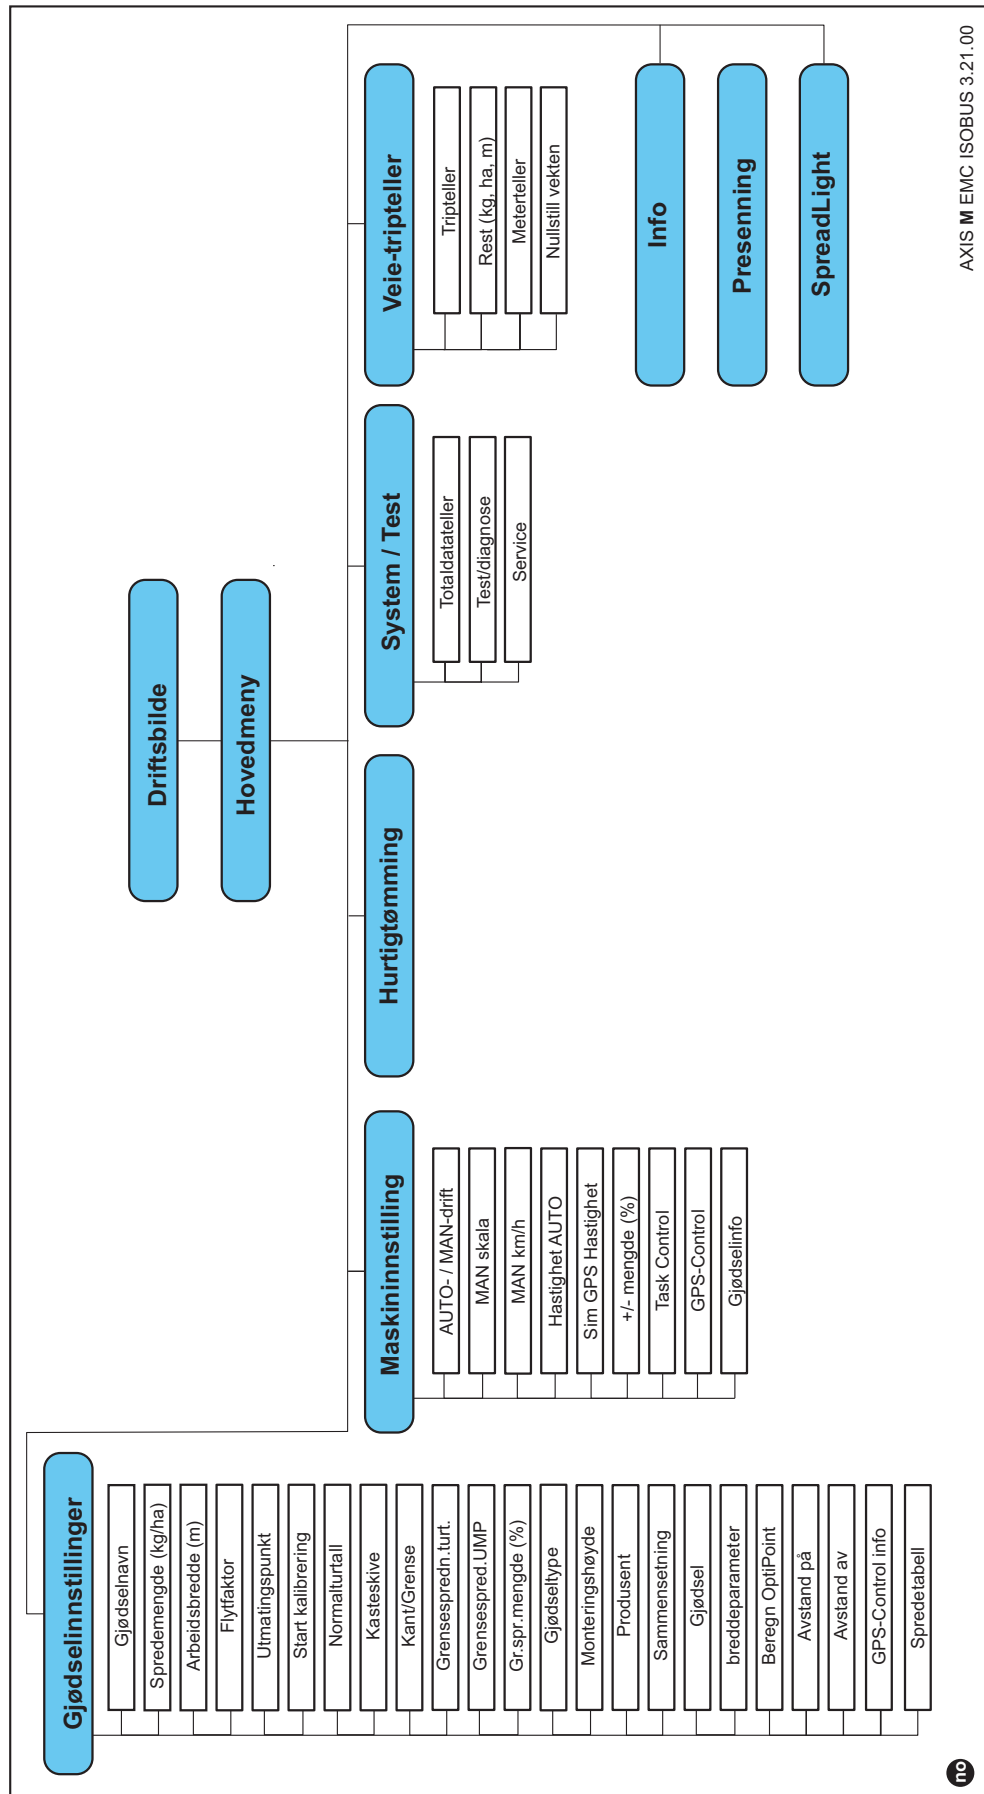 Driftsbilde
Hovedmeny
Gjødselinnstillinger
Gjødselnavn
Spredemengde (kg/ha)
Arbeidsbredde (m)
Flytfaktor
Utmatingspunkt
Start kalibrering
Normalturtall
Kasteskive
Kant/Grense
Grensespredn.turt.
Grensespred.UMP
Gr.spr.mengde (%)
Gjødseltype
Monteringshøyde
Produsent
Sammensetning
Gjødsel
breddeparameter
Beregn OptiPoint
Avstand på
Avstand av
GPS-Control info
Spredetabell
Maskininnstilling
AUTO- / MAN-drift
MAN skala
MAN km/h
Hastighet AUTO
Sim GPS Hastighet
+/- mengde (%)
Task Control
GPS-Control
Gjødselinfo
Hurtigtømming
System / Test
Totaldatateller
Test/diagnose
Service
Veie-tripteller
Tripteller
Rest (kg, ha, m)
Meterteller
Nullstill vekten
Info
Presenning
SpreadLight
no
AXIS M EMC ISOBUS 3.21.00